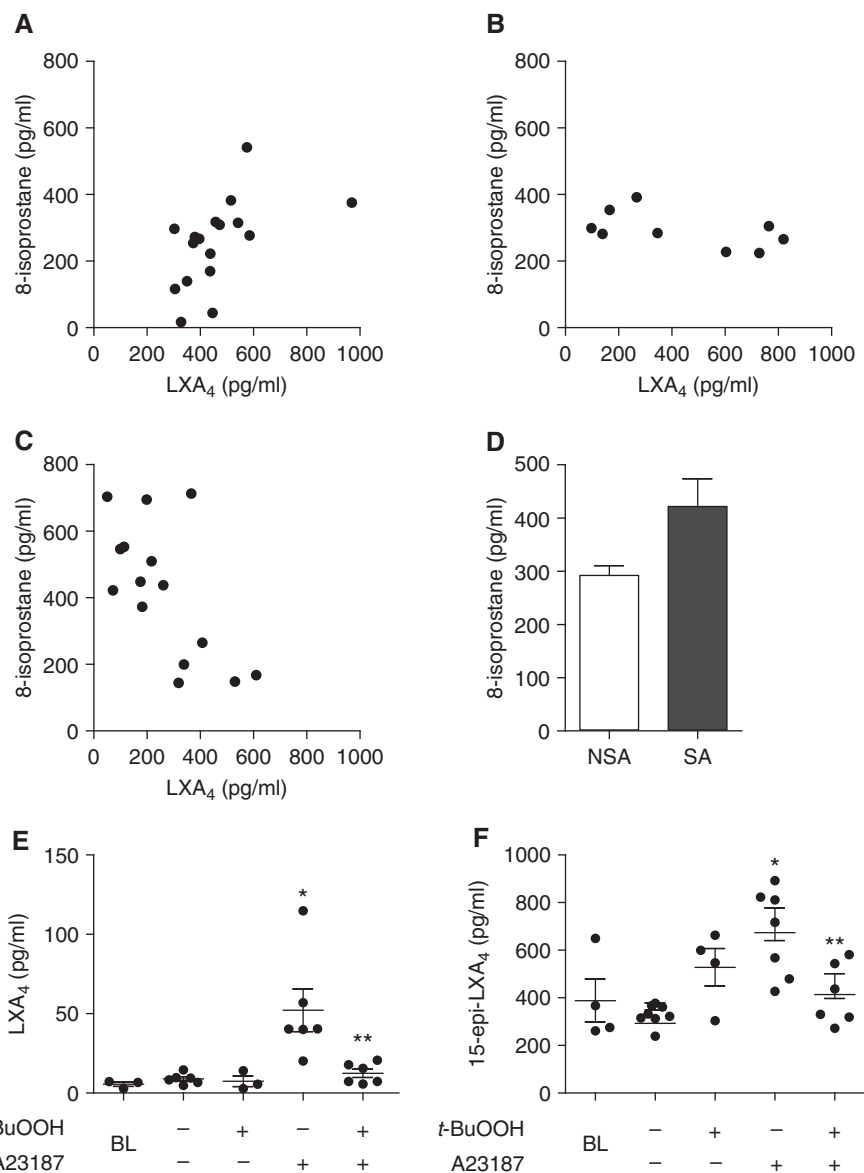 A
800
600
400
200
0
8-isoprostane (pg/ml)
0 200 400 600 800 1000
LXA₄ (pg/ml)
B
800
600
400
200
0
8-isoprostane (pg/ml)
0 200 400 600 800 1000
LXA₄ (pg/ml)
C
800
600
400
200
0
8-isoprostane (pg/ml)
0 200 400 600 800 1000
LXA₄ (pg/ml)
D
500
400
300
200
100
0
8-isoprostane (pg/ml)
NSA SA
E
150
100
50
0
LXA₄ (pg/ml)
*
**
BuOOH BL – + – +
A23187 – – + +
F
1000
800
600
400
200
0
15-epi-LXA₄ (pg/ml)
*
**
t-BuOOH BL – + – +
A23187 – – + +